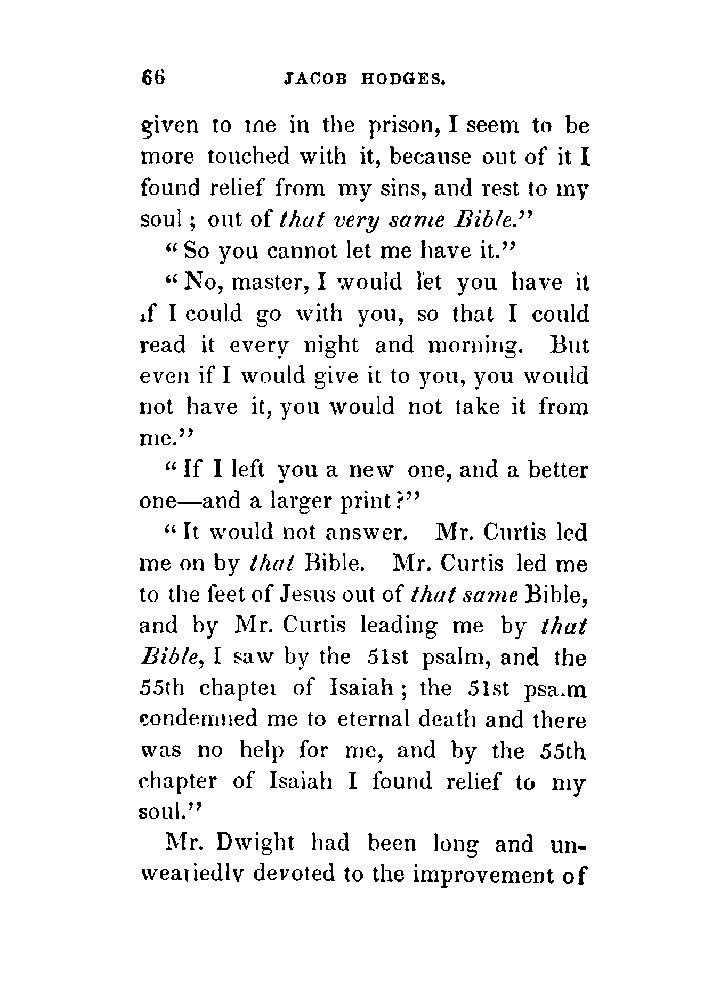 66 JACOB HODGES.
given to me in the prison, I seem to be
more touched with it, because out of it I
found relief from my sins, and rest to my
soul ; out of that very same Bible."
"So you cannot let me have it."
"No, master, I would let you have it
if I could go with you, so that I could
read it every night and morning. But
even if I would give it to you, you would
not have it, you would not take it from
me."
"If I left you a new one, and a better
one—and a larger print?"
"It would not answer. Mr. Curtis led
me on by that Bible. Mr. Curtis led me
to the feet of Jesus out of that same Bible,
and by Mr. Curtis leading me by that
Bible, I saw by the 51st psalm, and the
55th chapter of Isaiah ; the 51st psalm
condemned me to eternal death and there
was no help for me, and by the 55th
chapter of Isaiah I found relief to my
soul."
Mr. Dwight had been long and un-
weariedly devoted to the improvement of